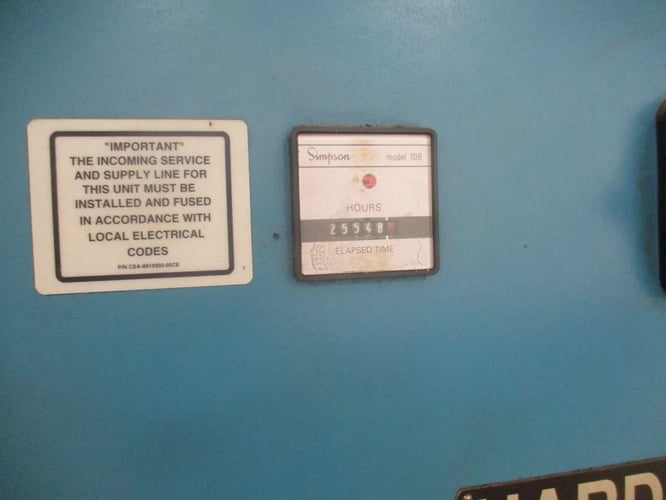 "IMPORTANT"
THE INCOMING SERVICE
AND SUPPLY LINE FOR
THIS UNIT MUST BE
INSTALLED AND FUSED
IN ACCORDANCE WITH
LOCAL ELECTRICAL
CODES
Simpson model 109
HOURS
25548
ELAPSED TIME